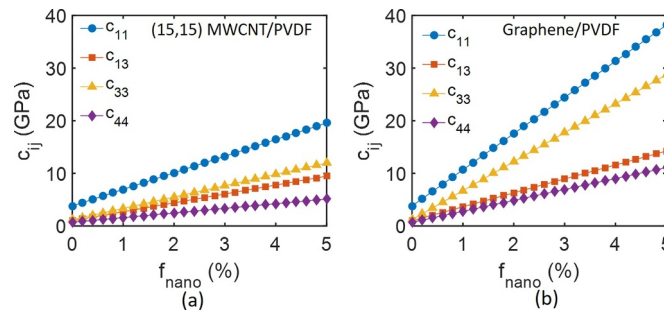 (15,15) MWCNT/PVDF
c11
c13
c33
c44
cij (GPa)
40
30
20
10
0
0 1 2 3 4 5
fnano (%)
(a)
Graphene/PVDF
c11
c13
c33
c44
cij (GPa)
40
30
20
10
0
0 1 2 3 4 5
fnano (%)
(b)